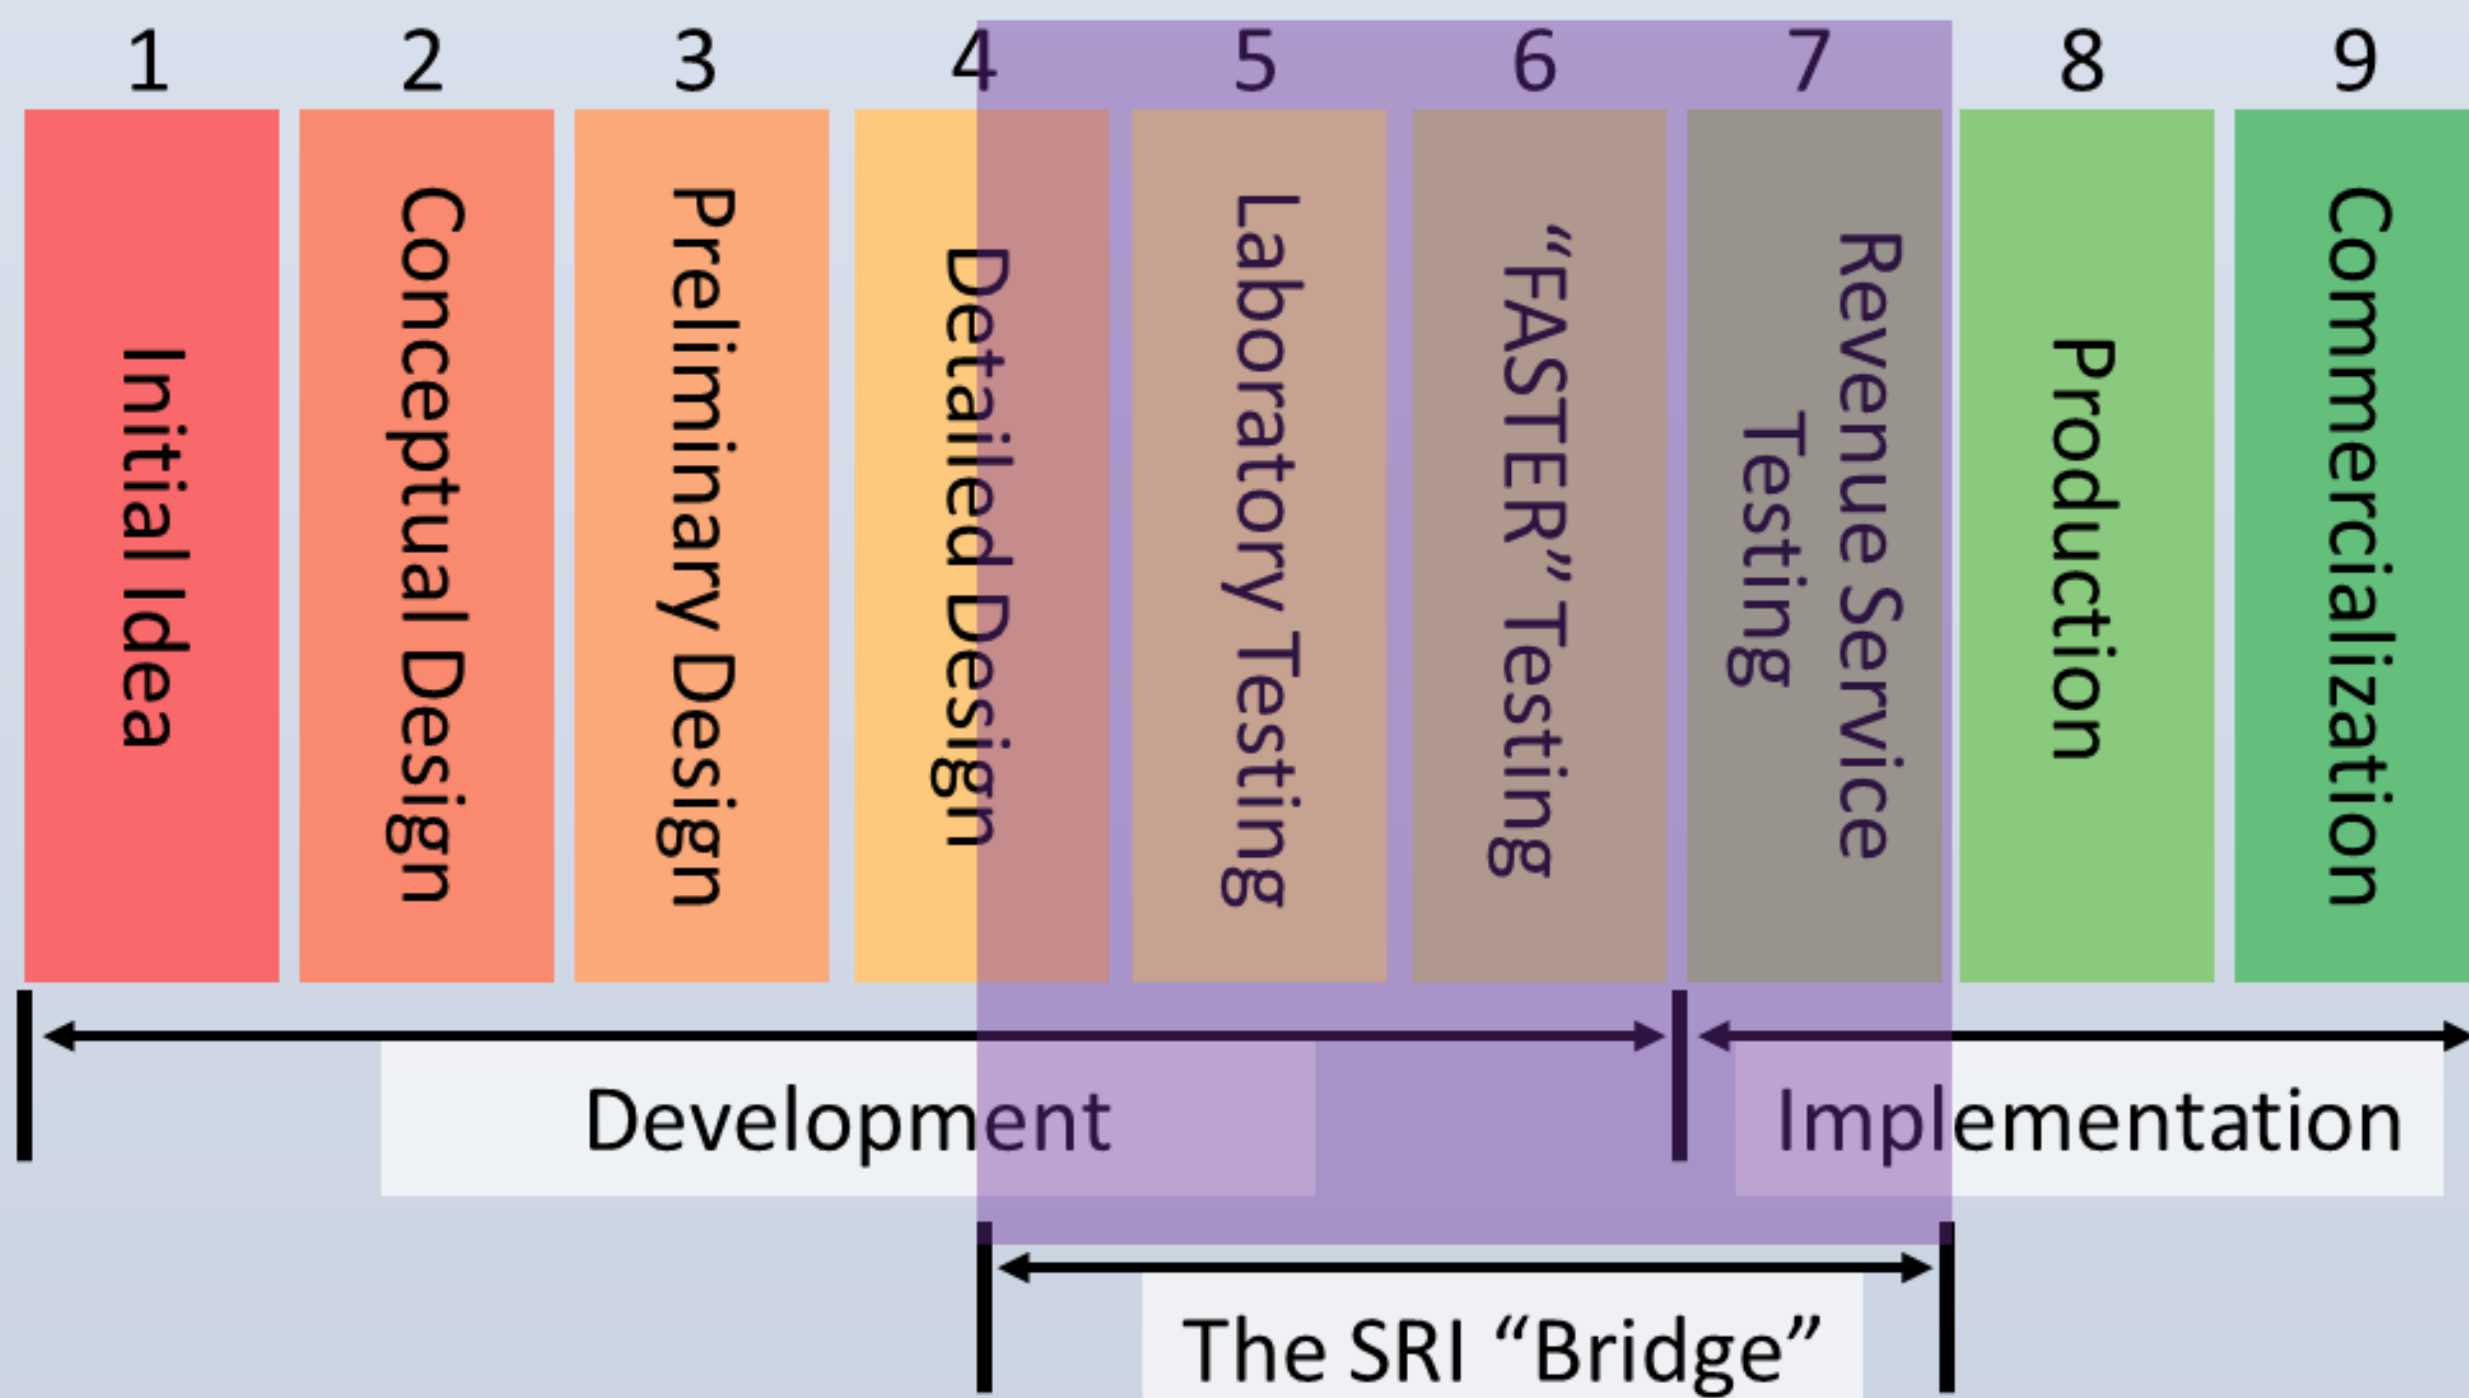 1 2 3 4 5 6 7 8 9
Initial Idea
Conceptual Design
Preliminary Design
Detailed Design
Laboratory Testing
“FASTER” Testing
Revenue Service
Testing
Production
Commercialization
Development
Implementation
The SRI “Bridge”